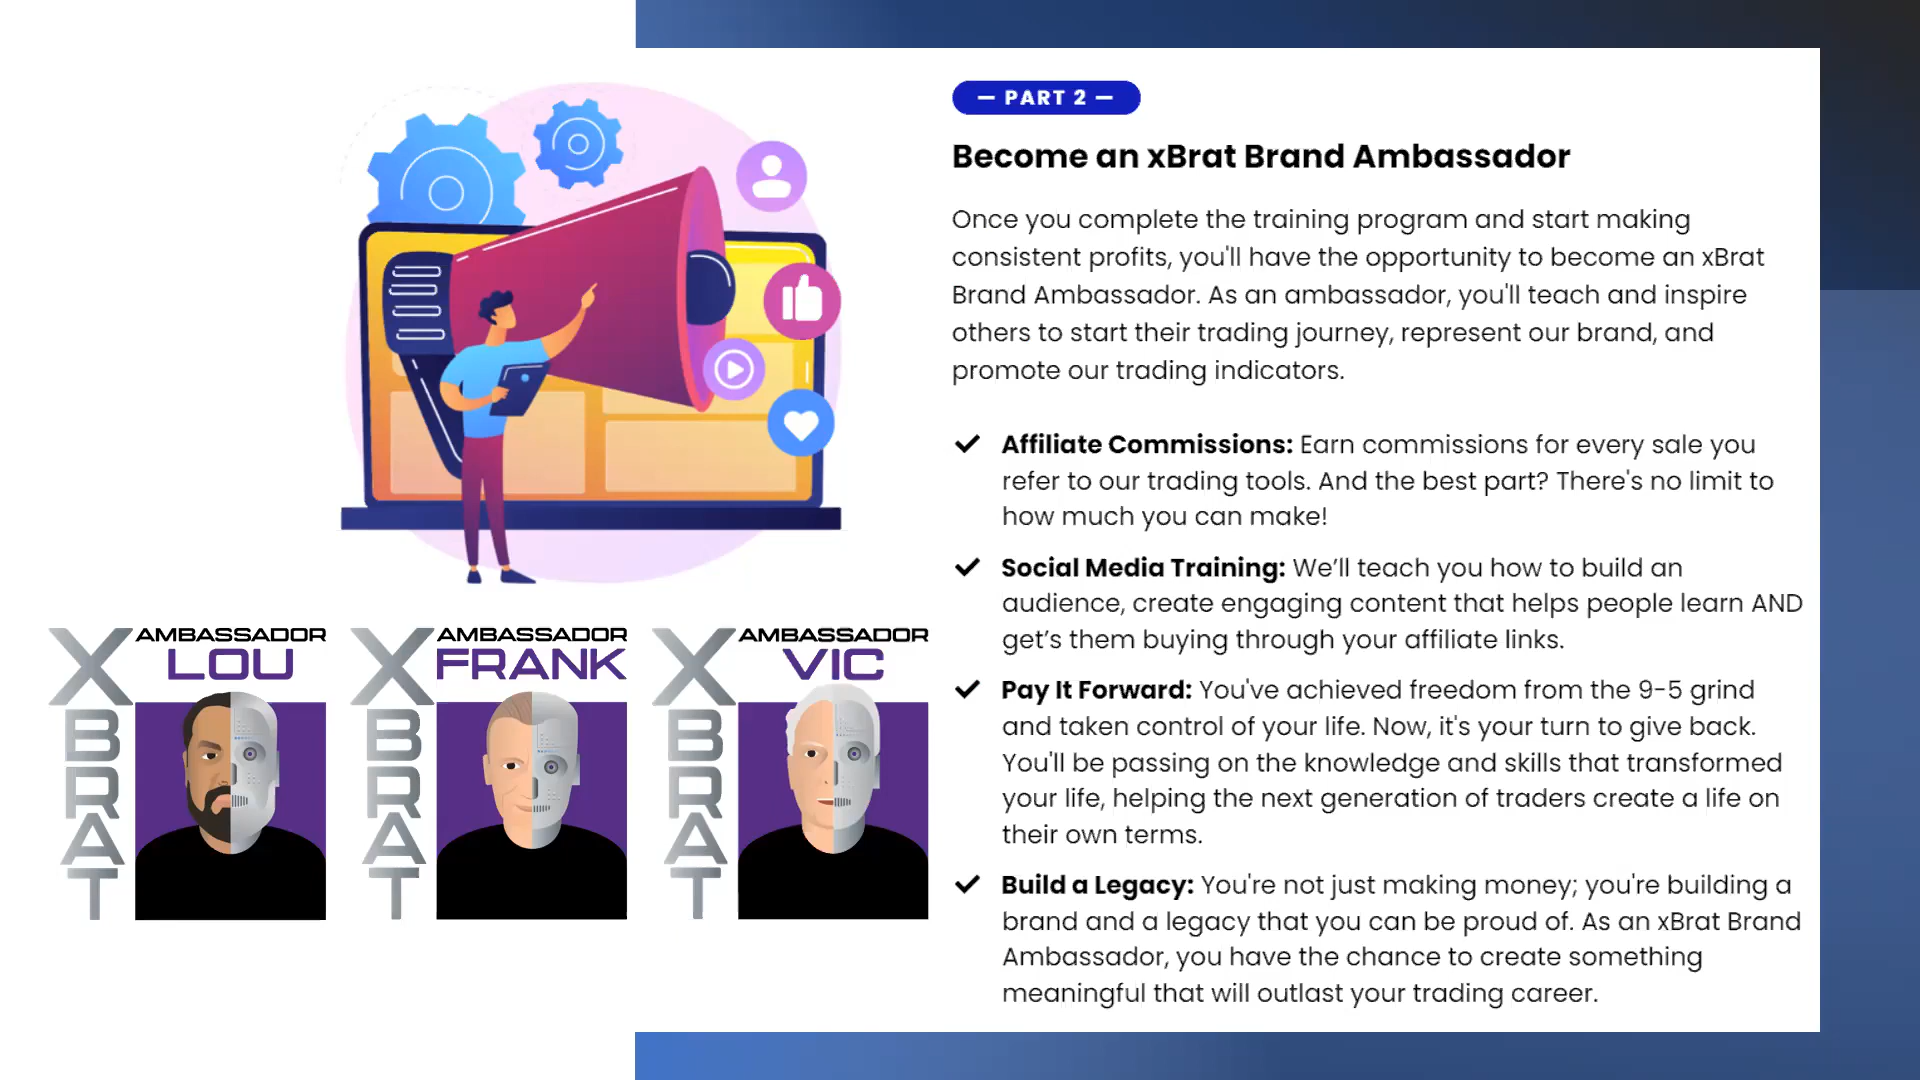 — PART 2 —
Become an xBrat Brand Ambassador
Once you complete the training program and start making
consistent profits, you'll have the opportunity to become an xBrat
Brand Ambassador. As an ambassador, you'll teach and inspire
others to start their trading journey, represent our brand, and
promote our trading indicators.
Affiliate Commissions: Earn commissions for every sale you
refer to our trading tools. And the best part? There's no limit to
how much you can make!
Social Media Training: We’ll teach you how to build an
audience, create engaging content that helps people learn AND
get’s them buying through your affiliate links.
Pay It Forward: You've achieved freedom from the 9-5 grind
and taken control of your life. Now, it's your turn to give back.
You'll be passing on the knowledge and skills that transformed
your life, helping the next generation of traders create a life on
their own terms.
Build a Legacy: You're not just making money; you're building a
brand and a legacy that you can be proud of. As an xBrat Brand
Ambassador, you have the chance to create something
meaningful that will outlast your trading career.
XBRAT
AMBASSADOR
LOU
XBRAT
AMBASSADOR
FRANK
XBRAT
AMBASSADOR
VIC